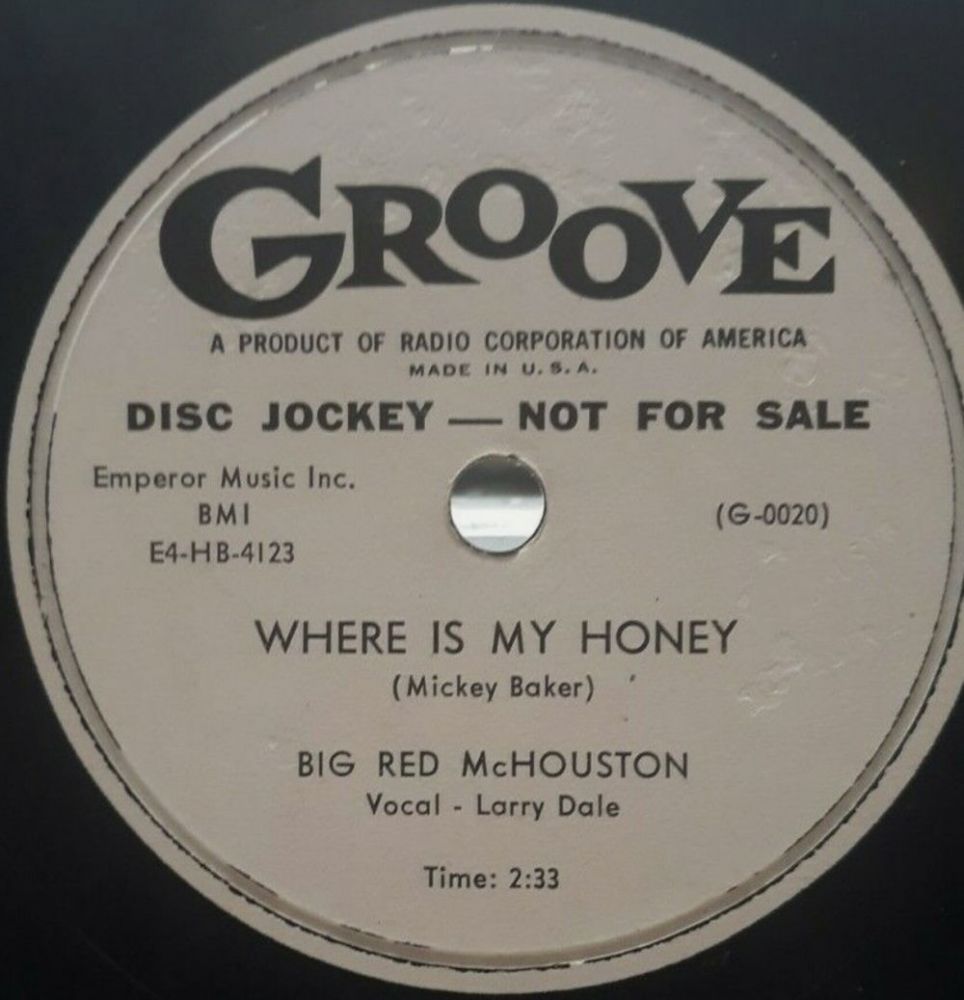 GROOVE
A PRODUCT OF RADIO CORPORATION OF AMERICA
MADE IN U.S.A.
DISC JOCKEY — NOT FOR SALE
Emperor Music Inc.
BMI
E4-HB-4123
(G-0020)
WHERE IS MY HONEY
(Mickey Baker)
BIG RED McHOUSTON
Vocal - Larry Dale
Time: 2:33